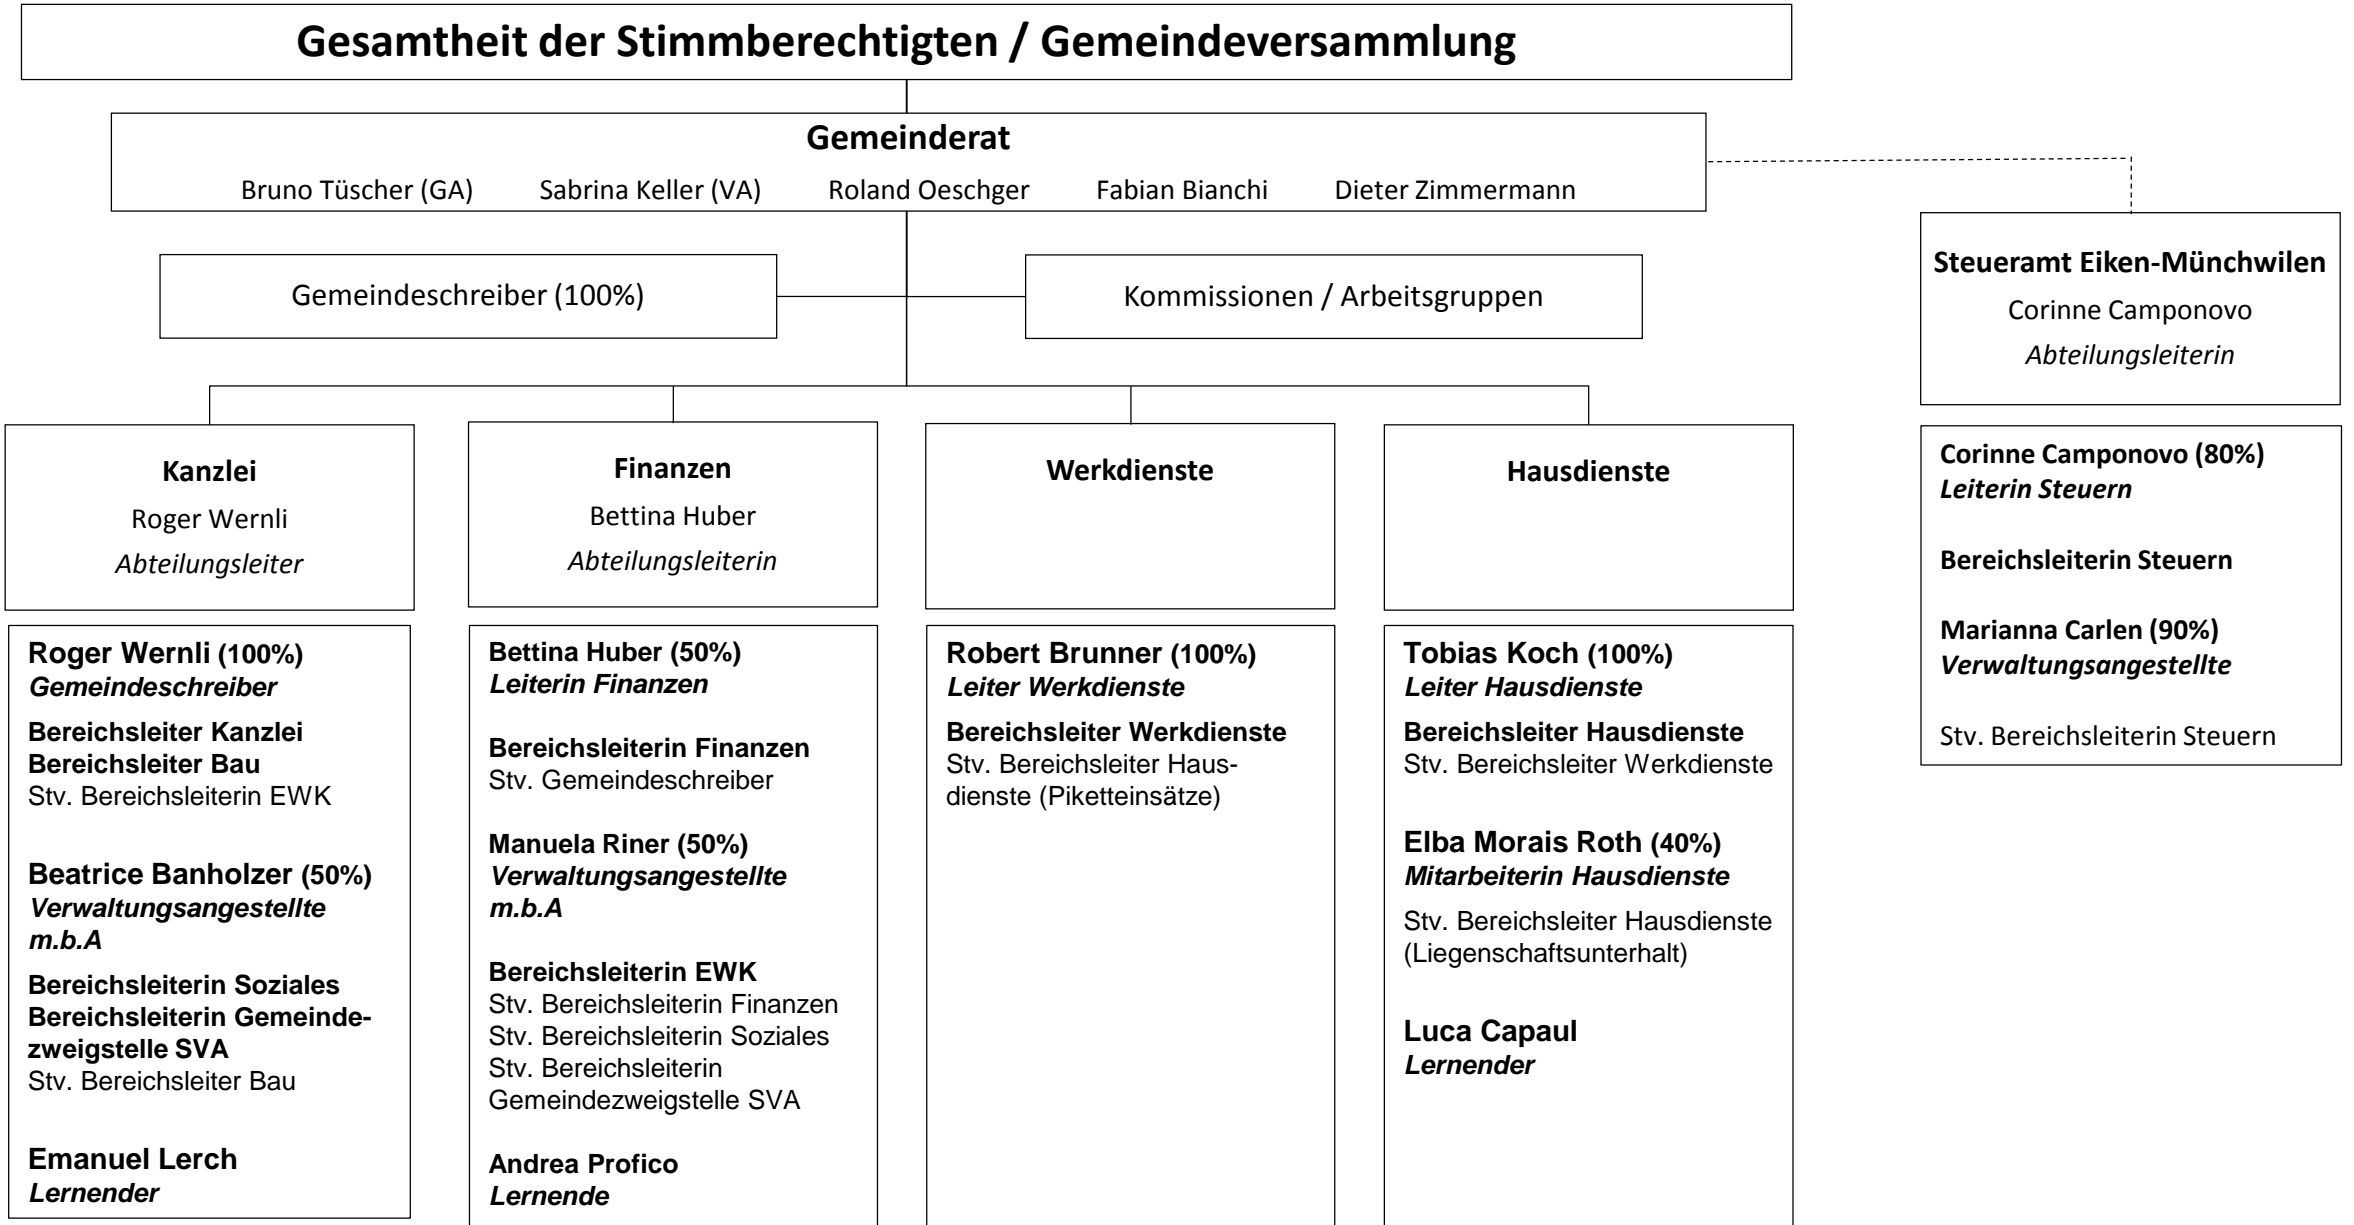 Gesamtheit der Stimmberechtigten / Gemeindeversammlung
Gemeinderat
Bruno Tüscher (GA) Sabrina Keller (VA) Roland Oeschger Fabian Bianchi Dieter Zimmermann
Gemeindeschreiber (100%)
Kommissionen / Arbeitsgruppen
Steueramt Eiken-Münchwilen
Corinne Camponovo
Abteilungsleiterin
Kanzlei
Roger Wernli
Abteilungsleiter
Finanzen
Bettina Huber
Abteilungsleiterin
Werkdienste
Hausdienste
Roger Wernli (100%)
Gemeindeschreiber
Bereichsleiter Kanzlei
Bereichsleiter Bau
Stv. Bereichsleiterin EWK
Beatrice Banholzer (50%)
Verwaltungsangestellte
m.b.A
Bereichsleiterin Soziales
Bereichsleiterin Gemeinde-
zweigstelle SVA
Stv. Bereichsleiter Bau
Emanuel Lerch
Lernender
Bettina Huber (50%)
Leiterin Finanzen
Bereichsleiterin Finanzen
Stv. Gemeindeschreiber
Manuela Riner (50%)
Verwaltungsangestellte
m.b.A
Bereichsleiterin EWK
Stv. Bereichsleiterin Finanzen
Stv. Bereichsleiterin Soziales
Stv. Bereichsleiterin
Gemeindezweigstelle SVA
Andrea Profico
Lernende
Robert Brunner (100%)
Leiter Werkdienste
Bereichsleiter Werkdienste
Stv. Bereichsleiter Haus-
dienste (Piketteinsätze)
Tobias Koch (100%)
Leiter Hausdienste
Bereichsleiter Hausdienste
Stv. Bereichsleiter Werkdienste
Elba Morais Roth (40%)
Mitarbeiterin Hausdienste
Stv. Bereichsleiter Hausdienste
(Liegenschaftsunterhalt)
Luca Capaul
Lernender
Corinne Camponovo (80%)
Leiterin Steuern
Bereichsleiterin Steuern
Marianna Carlen (90%)
Verwaltungsangestellte
Stv. Bereichsleiterin Steuern